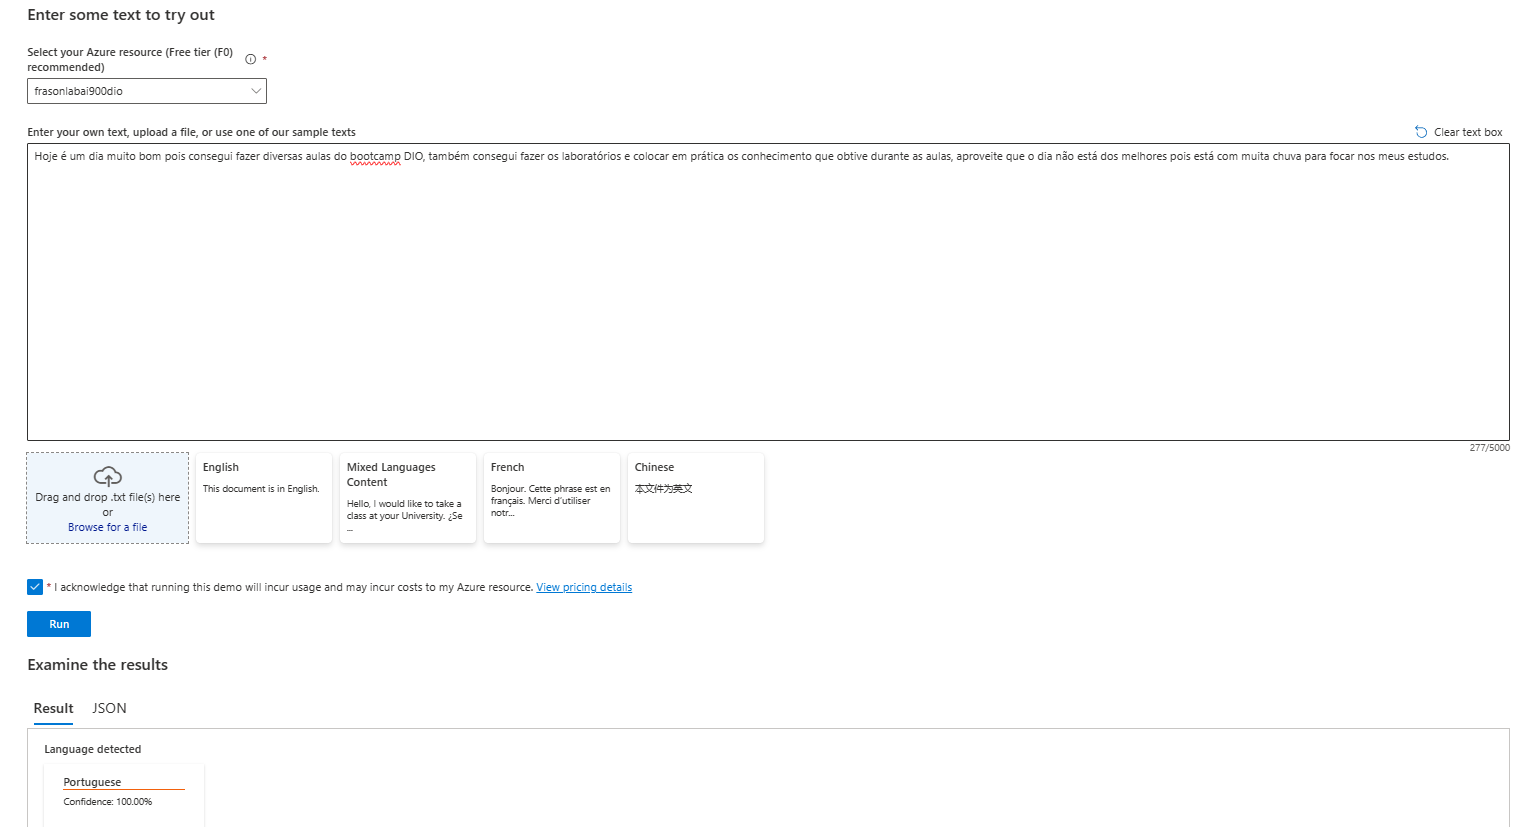 Enter some text to try out
Select your Azure resource (Free tier (F0)
recommended) *
frasonlabai900dio
Enter your own text, upload a file, or use one of our sample texts
Clear text box
Hoje é um dia muito bom pois consegui fazer diversas aulas do bootcamp DIO, também consegui fazer os laboratórios e colocar em prática os conhecimento que obtive durante as aulas, aproveite que o dia não está dos melhores pois está com muita chuva para focar nos meus estudos.
277/5000
Drag and drop .txt file(s) here
or
Browse for a file
English
This document is in English.
Mixed Languages
Content
Hello, I would like to take a
class at your University. ¿Se
...
French
Bonjour. Cette phrase est en
français. Merci d'utiliser
notr...
Chinese
本文件为英文
* I acknowledge that running this demo will incur usage and may incur costs to my Azure resource. View pricing details
Run
Examine the results
Result JSON
Language detected
Portuguese
Confidence: 100.00%